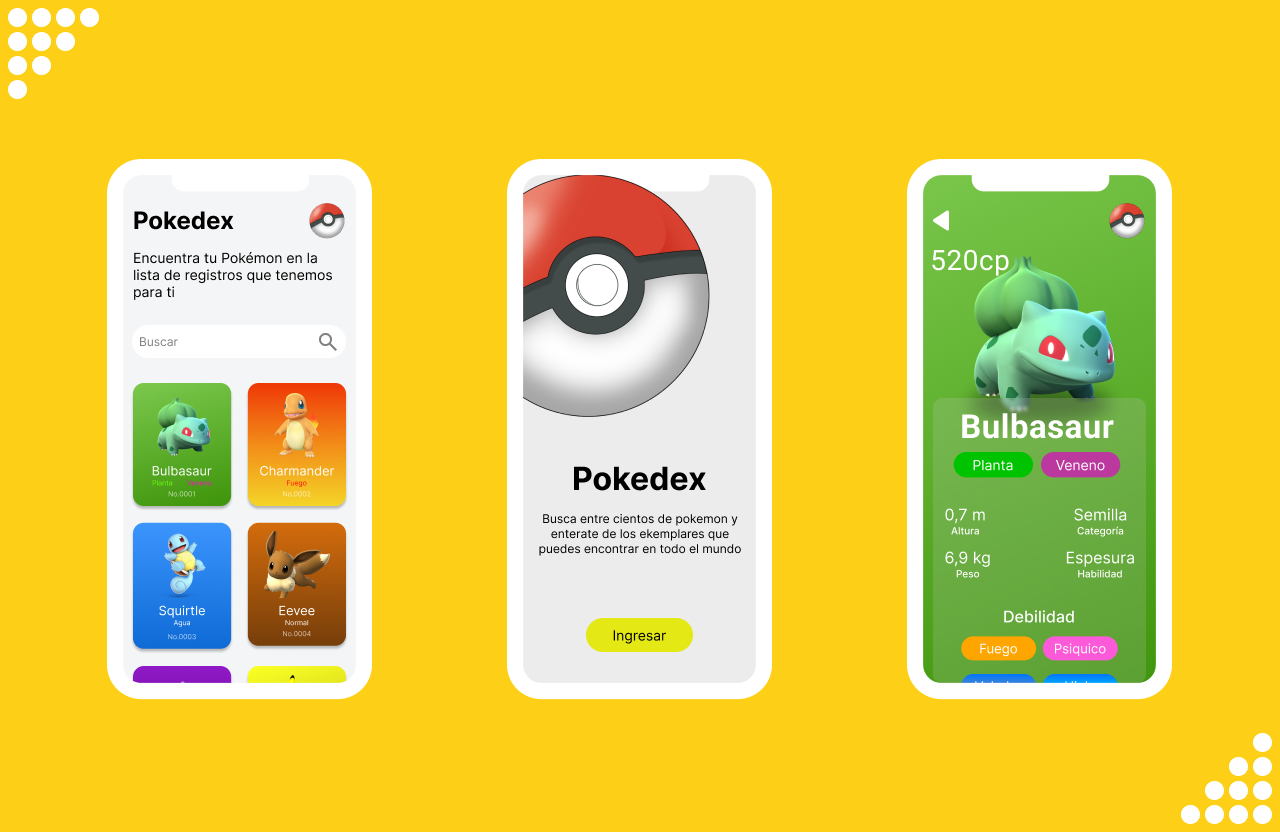 Pokedex
Encuentra tu Pokémon en la
lista de registros que tenemos
para ti
Buscar
Bulbasaur
Planta
No.0001
Charmander
Fuego
No.0002
Squirtle
Agua
No.0003
Eevee
Normal
No.0004
Pokedex
Busca entre cientos de pokemon y
enterate de los ekemplares que
puedes encontrar en todo el mundo
Ingresar
520cp
Bulbasaur
Planta Veneno
0,7 m Semilla
Altura Categoría
6,9 kg Espesura
Peso Habilidad
Debilidad
Fuego Psiquico